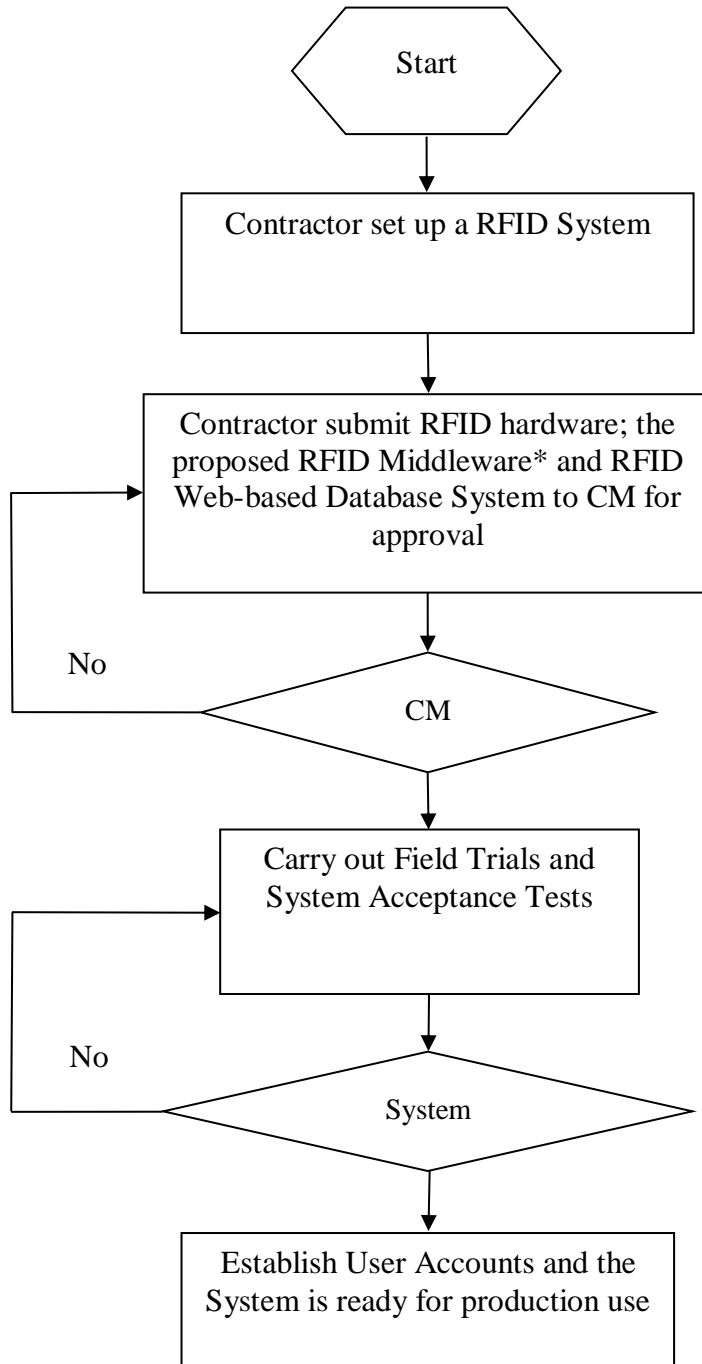 Start
Contractor set up a RFID System
Contractor submit RFID hardware; the
proposed RFID Middleware* and RFID
Web-based Database System to CM for
approval
No
CM
Carry out Field Trials and
System Acceptance Tests
No
System
Establish User Accounts and the
System is ready for production use